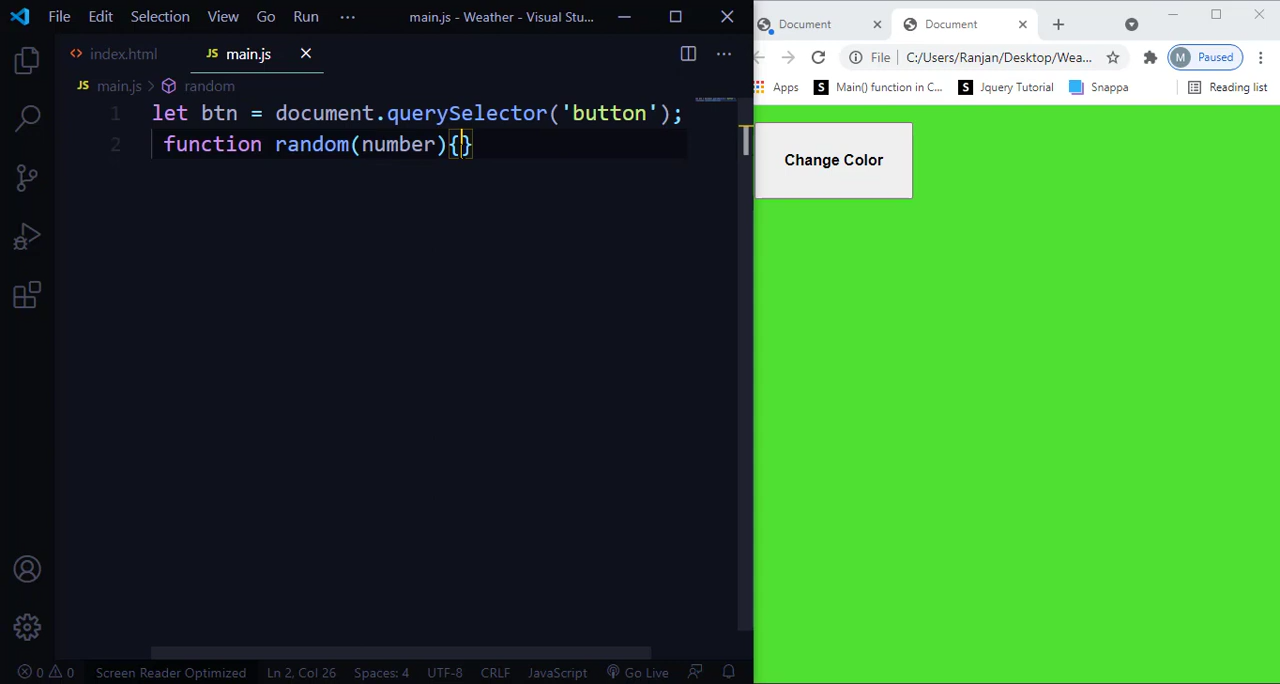 File Edit Selection View Go Run ··· main.js - Weather - Visual Stu...
<> index.html JS main.js
JS main.js > random
1 let btn = document.querySelector('button');
2 function random(number){}
0 0 Screen Reader Optimized Ln 2, Col 26 Spaces: 4 UTF-8 CRLF JavaScript Go Live
Document Document
File C:/Users/Ranjan/Desktop/Wea... M Paused
Apps S Main() function in C... S Jquery Tutorial Snappa Reading list
Change Color